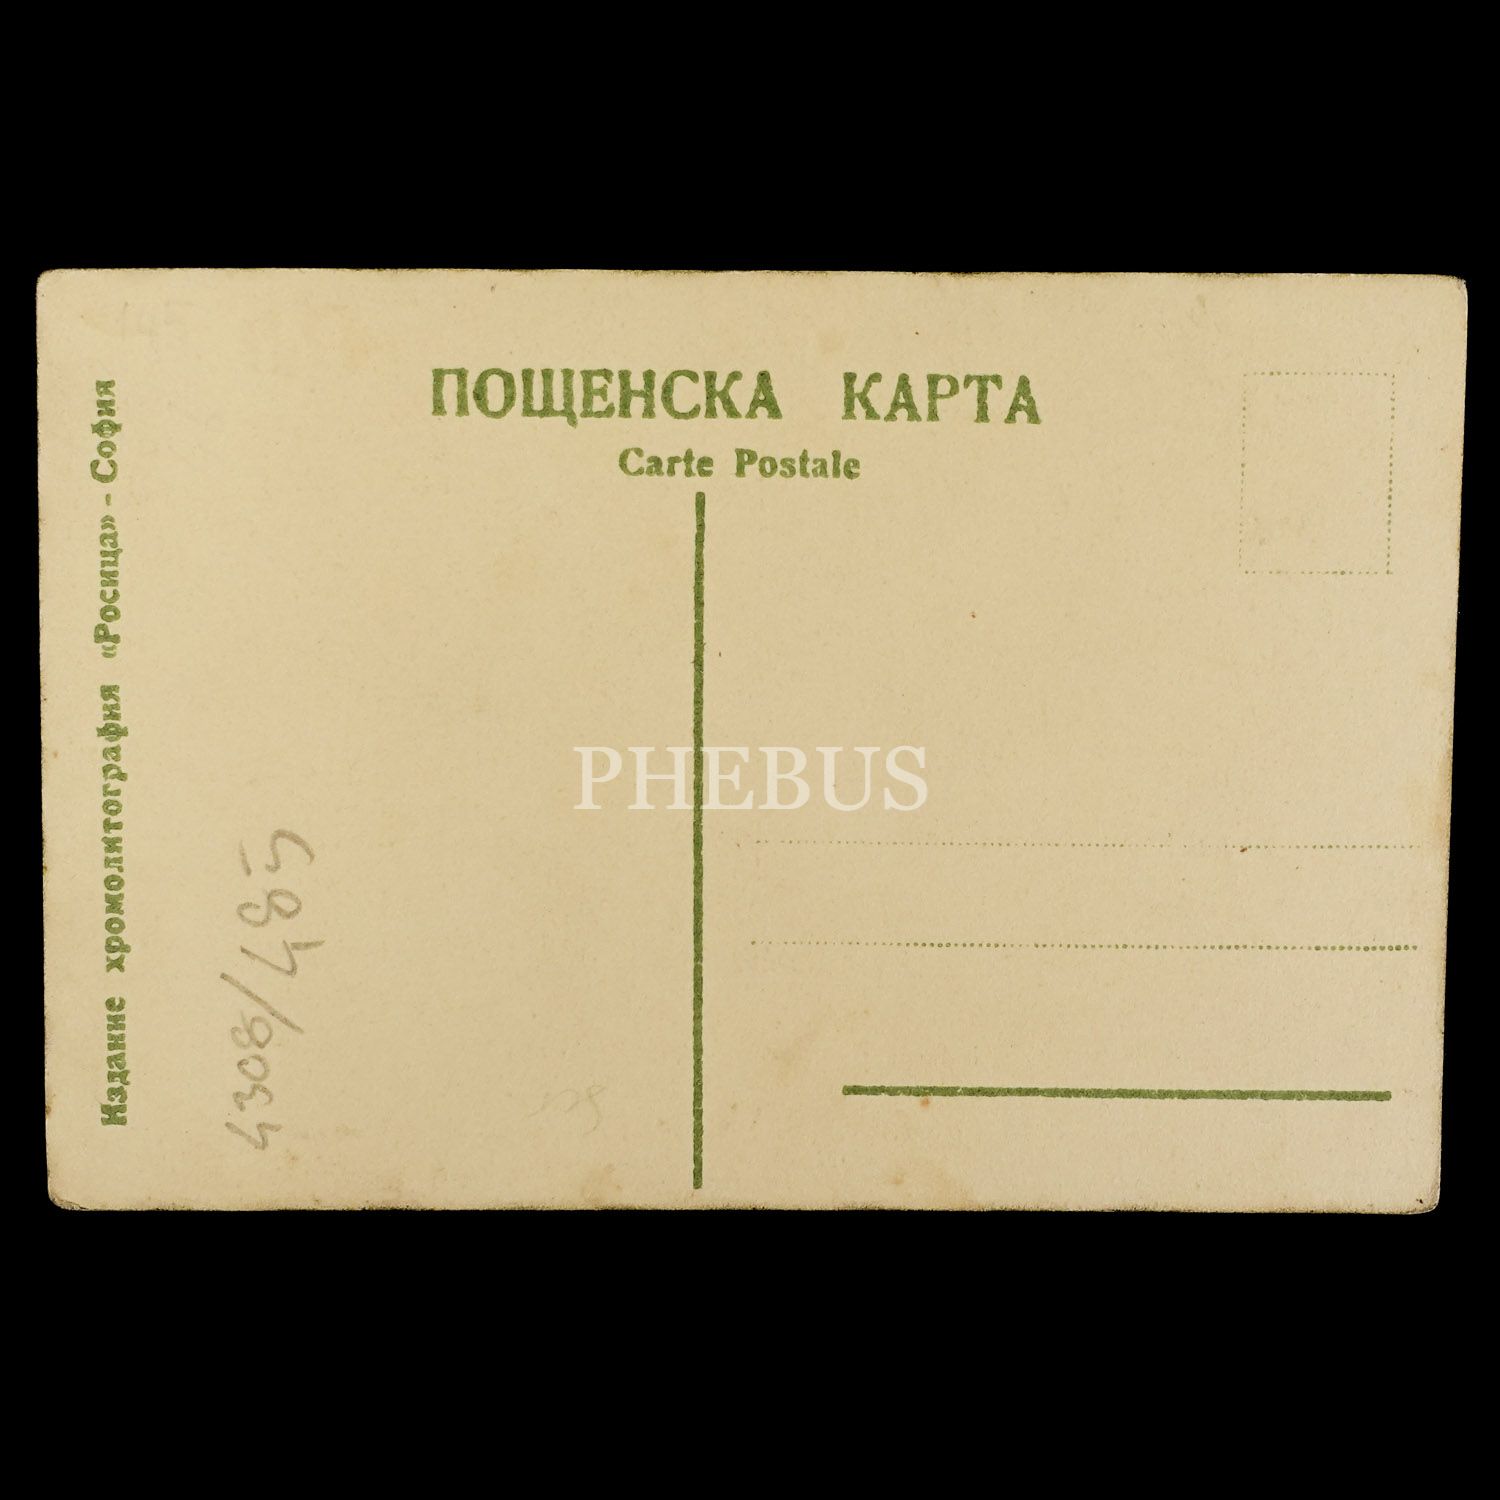 ПОЩЕНСКА КАРТА
Carte Postale
Издание хромолитография «Росица» - София
4308/485
PHEBUS